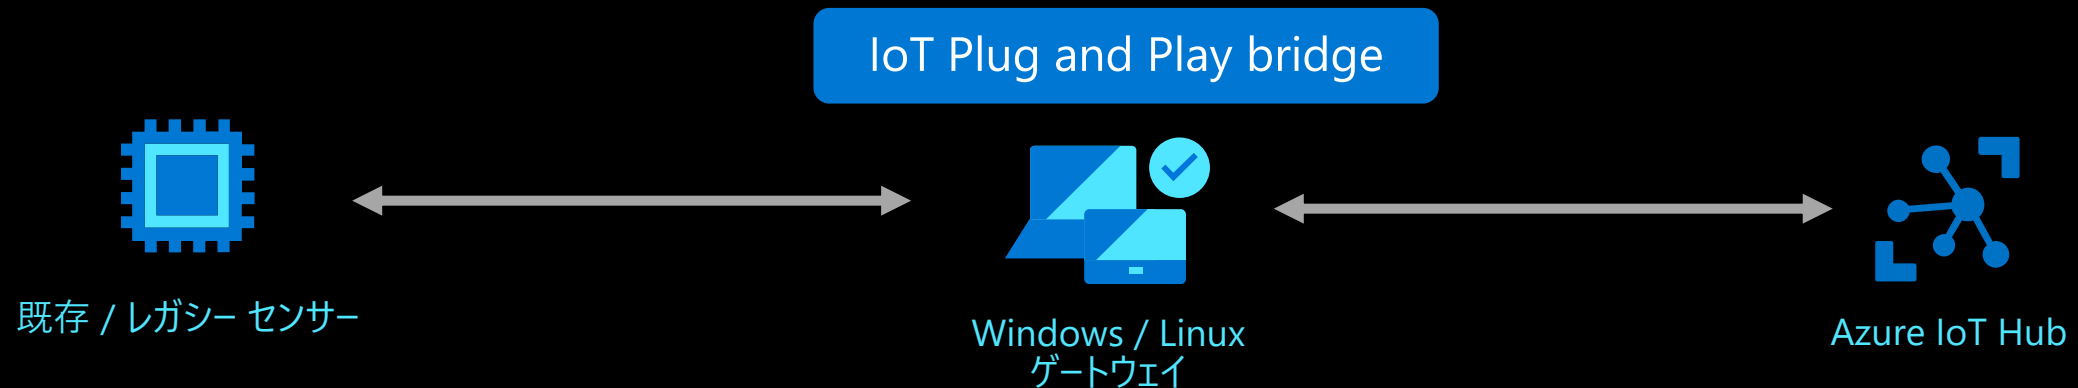 IoT Plug and Play bridge
既存 / レガシー センサー
Windows / Linux
ゲートウェイ
Azure IoT Hub